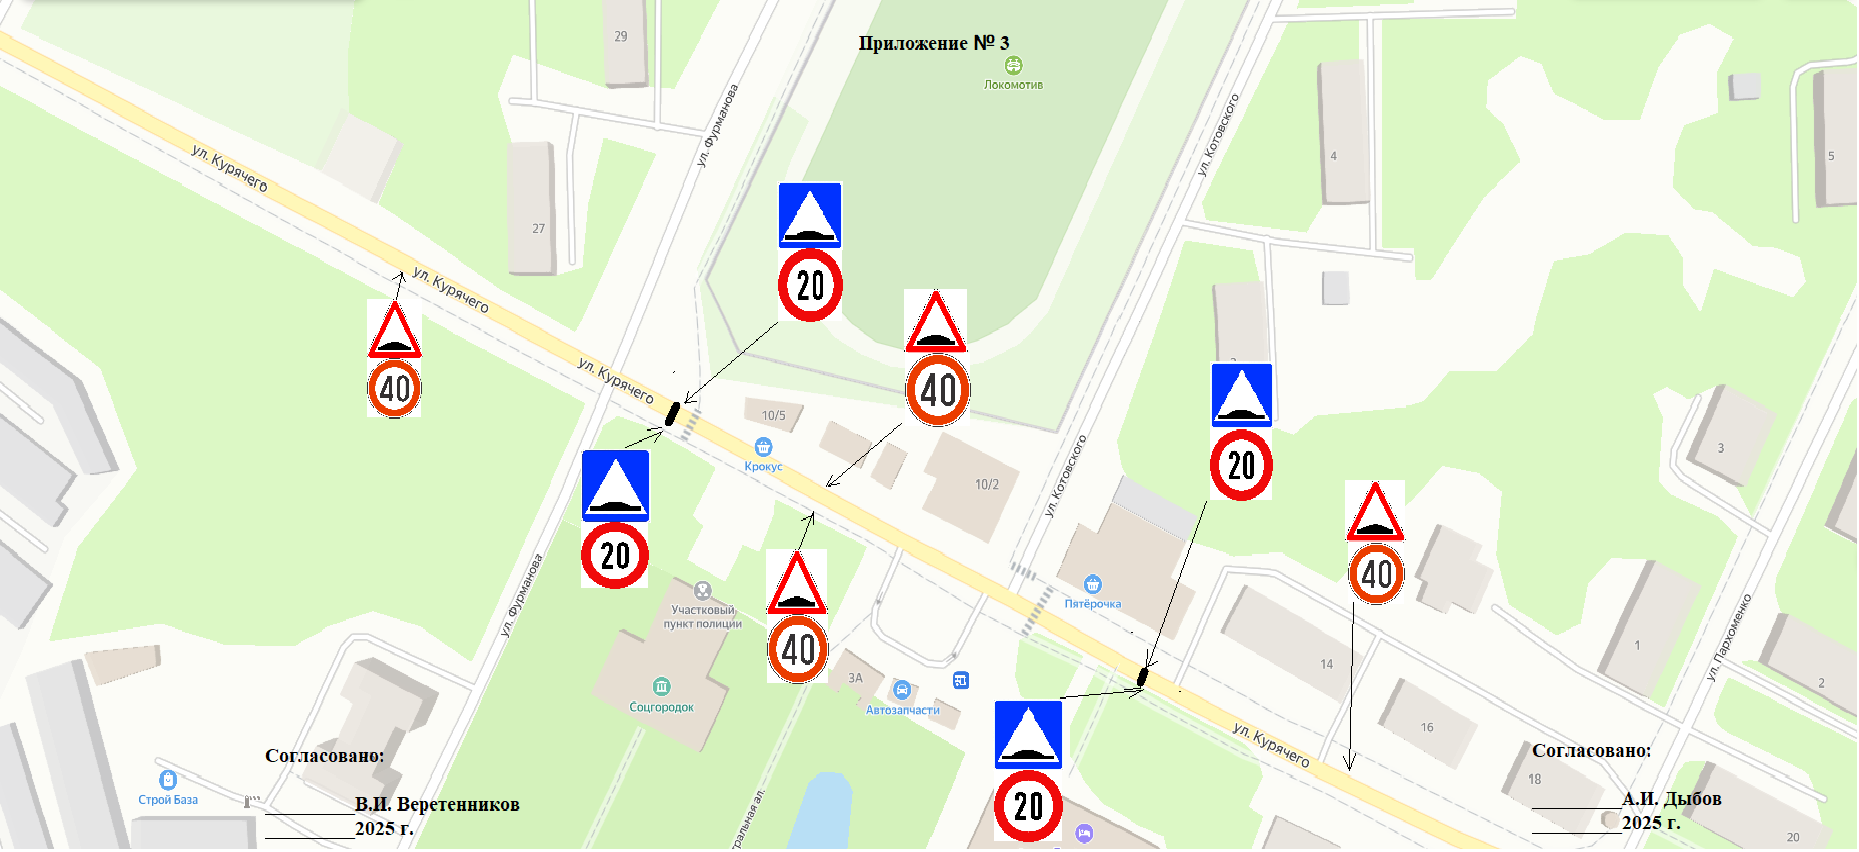 Приложение № 3
Локомотив
29
ул. Фурманова
ул. Котовского
4
5
ул. Курячего
27
20
ул. Курячего
40
40
ул. Курячего
10/5
Крокус
10/2
ул. Котовского
20
3
20
40
ул. Фурманова
Участковый
пункт полиции
40
Пятёрочка
1
ул. Пархоменко
14
2
3А
Соцгородок
Автозапчасти
16
20
ул. Курячего
18
20
Согласовано:
В.И. Веретенников
2025 г.
Строй База
Согласовано:
А.И. Дыбов
2025 г.